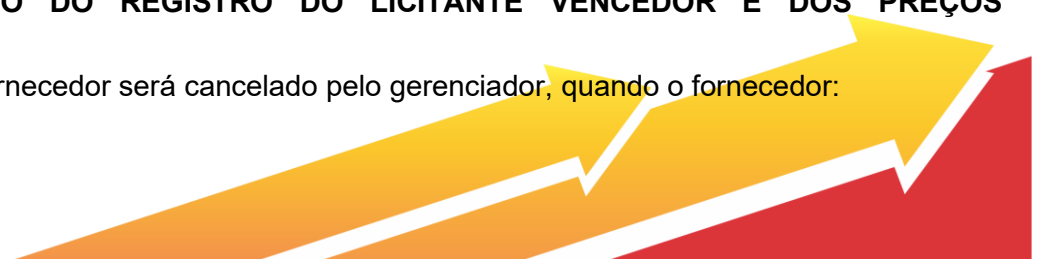 O DO REGISTRO DO LICITANTE VENCEDOR E DOS PREÇOS
rnecedor será cancelado pelo gerenciador, quando o fornecedor: